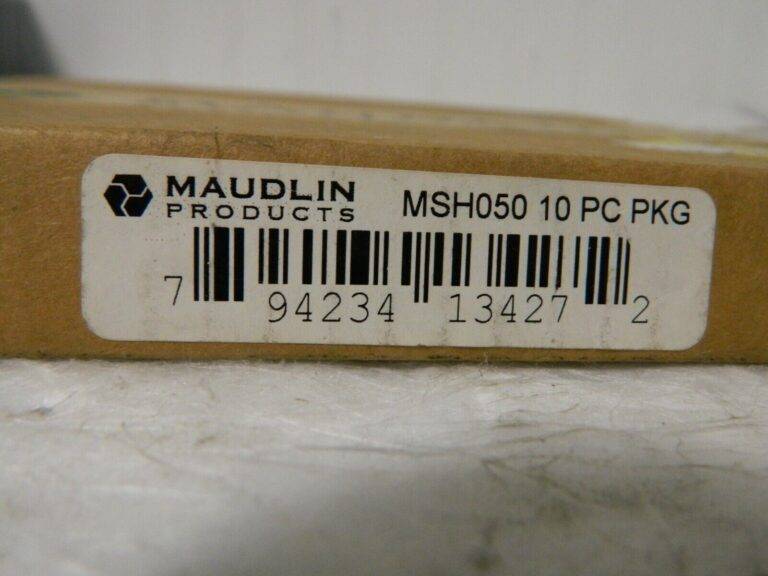 MAUDLIN
PRODUCTS
MSH050 10 PC PKG
7 94234 13427 2